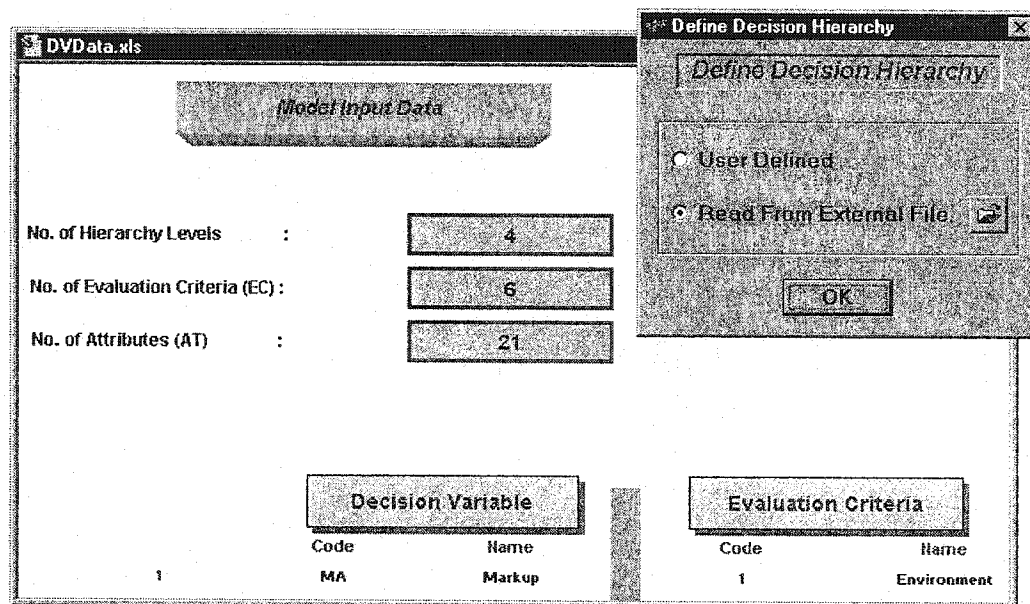 DVData.xls
Model Input Data
No. of Hierarchy Levels : 4
No. of Evaluation Criteria (EC) : 6
No. of Attributes (AT) : 21
Decision Variable
Code Name
1 MA Markup
Evaluation Criteria
Code Name
1 Environment
Define Decision Hierarchy
Define Decision Hierarchy
User Defined
Read From External File
OK